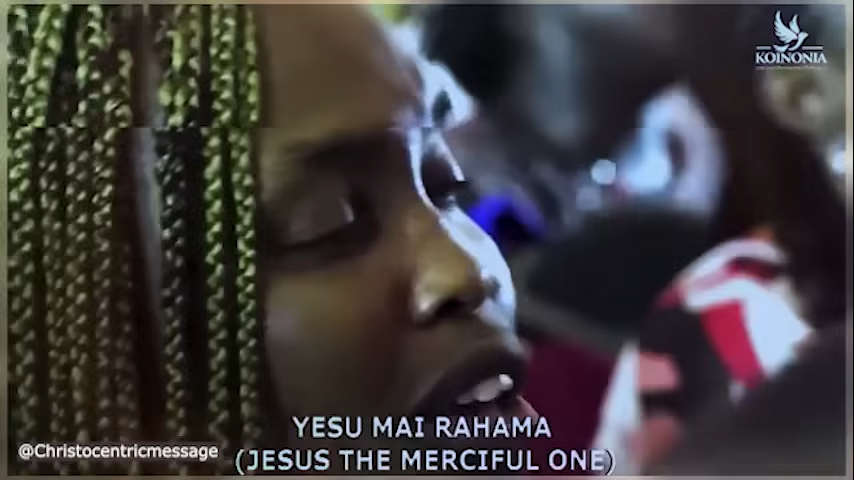 KOINONIA
YESU MAI RAHAMA
@Christocentricmessage
(JESUS THE MERCIFUL ONE)